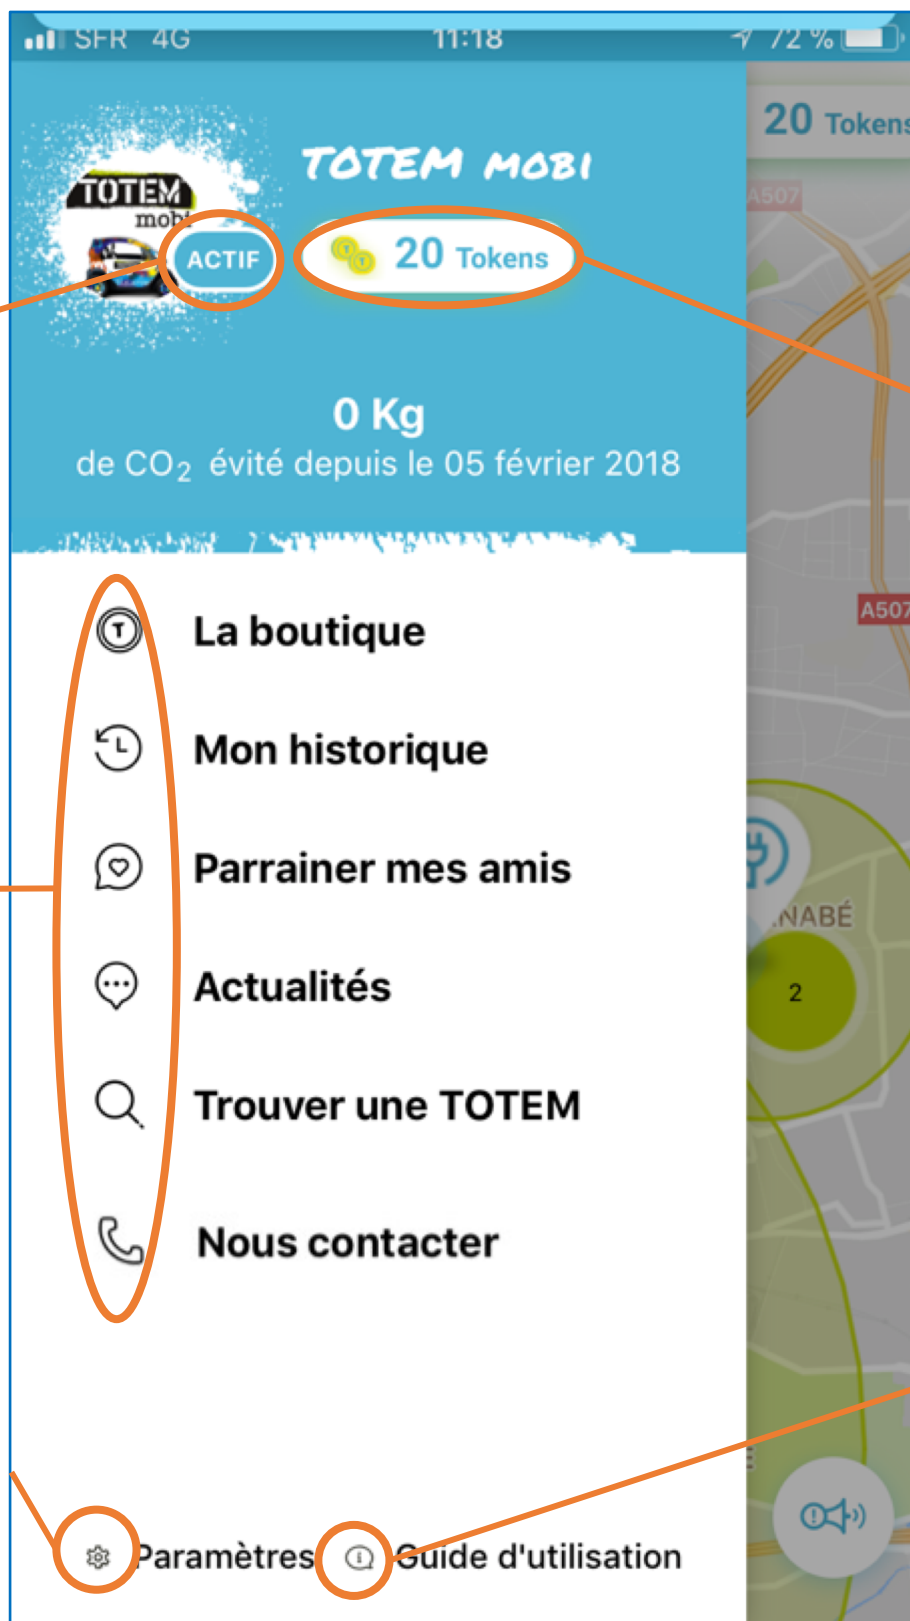 SFR 4G 11:18 72 %
20 Tokens
TOTEM mobi
TOTEM
mobi
ACTIF
20 Tokens
A507
0 Kg
de CO2 évité depuis le 05 février 2018
La boutique
A507
Mon historique
Parrainer mes amis
NABÉ
Actualités
2
Trouver une TOTEM
Nous contacter
Paramètres
Guide d'utilisation